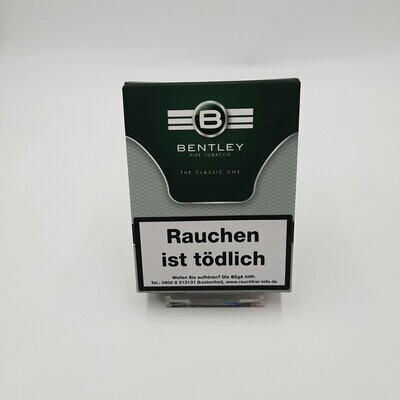 B
BENTLEY
PIPE TOBACCO
THE CLASSIC ONE
Rauchen
ist tödlich
Wollen Sie aufhören? Die BZgA hilft:
Tel.: 0800 8 313131 (kostenfrei), www.rauchfrei-info.de